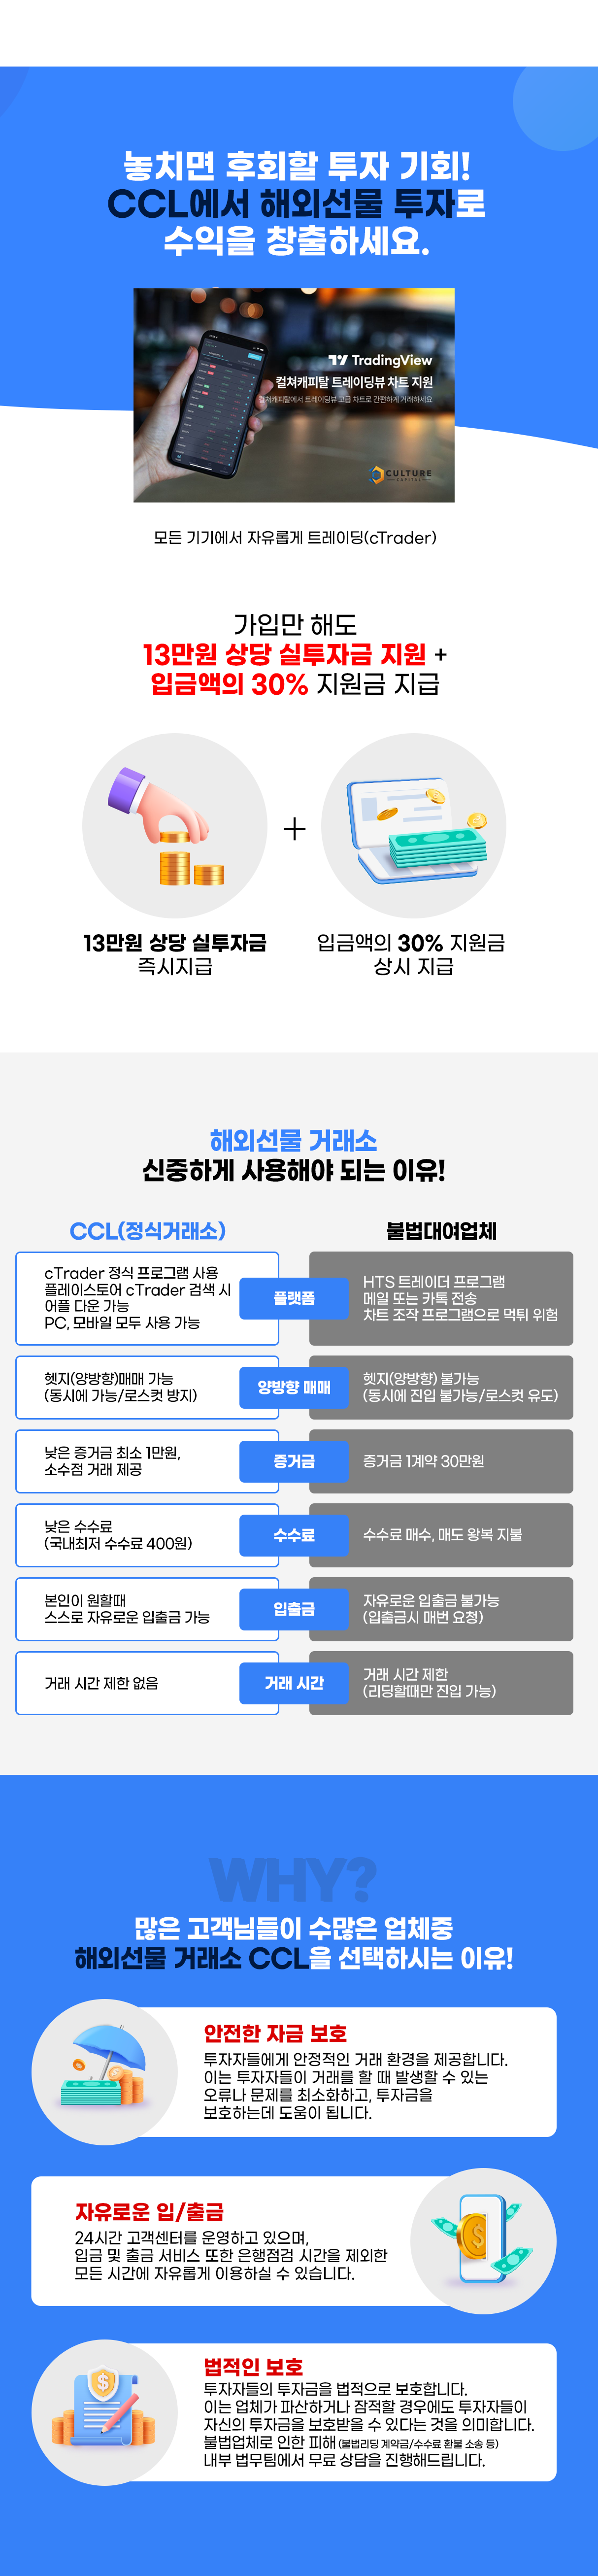 놓치면 후회할 투자 기회!
CCL에서 해외선물 투자로
수익을 창출하세요.
TradingView
컬쳐캐피탈 트레이딩뷰 차트 지원
컬쳐캐피탈에서 트레이딩뷰 고급 차트로 간편하게 거래하세요
CULTURE
CAPITAL
모든 기기에서 자유롭게 트레이딩(cTrader)
가입만 해도
13만원 상당 실투자금 지원 +
입금액의 30% 지원금 지급
+
13만원 상당 실투자금
즉시지급
입금액의 30% 지원금
상시 지급
해외선물 거래소
신중하게 사용해야 되는 이유!
CCL(정식거래소)
불법대여업체
cTrader 정식 프로그램 사용
플레이스토어 cTrader 검색 시
어플 다운 가능
PC, 모바일 모두 사용 가능
플랫폼
HTS 트레이더 프로그램
메일 또는 카톡 전송
차트 조작 프로그램으로 먹튀 위험
헷지(양방향)매매 가능
(동시에 가능/로스컷 방지)
양방향 매매
헷지(양방향) 불가능
(동시에 진입 불가능/로스컷 유도)
낮은 증거금 최소 1만원,
소수점 거래 제공
증거금
증거금 1계약 30만원
낮은 수수료
(국내최저 수수료 400원)
수수료
수수료 매수, 매도 왕복 지불
본인이 원할때
스스로 자유로운 입출금 가능
입출금
자유로운 입출금 불가능
(입출금시 매번 요청)
거래 시간 제한 없음
거래 시간
거래 시간 제한
(리딩할때만 진입 가능)
WHY?
많은 고객님들이 수많은 업체중
해외선물 거래소 CCL을 선택하시는 이유!
안전한 자금 보호
투자자들에게 안정적인 거래 환경을 제공합니다.
이는 투자자들이 거래를 할 때 발생할 수 있는
오류나 문제를 최소화하고, 투자금을
보호하는데 도움이 됩니다.
자유로운 입/출금
24시간 고객센터를 운영하고 있으며,
입금 및 출금 서비스 또한 은행점검 시간을 제외한
모든 시간에 자유롭게 이용하실 수 있습니다.
법적인 보호
투자자들의 투자금을 법적으로 보호합니다.
이는 업체가 파산하거나 잠적할 경우에도 투자자들이
자신의 투자금을 보호받을 수 있다는 것을 의미합니다.
불법업체로 인한 피해 (불법리딩 계약금/수수료 환불 소송 등)
내부 법무팀에서 무료 상담을 진행해드립니다.